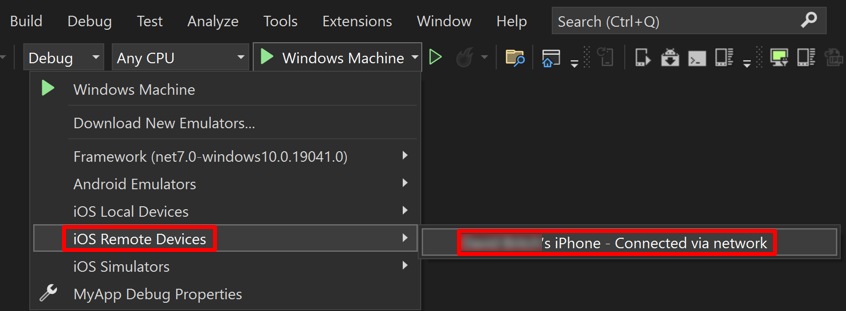 Build Debug Test Analyze Tools Extensions Window Help Search (Ctrl+Q)
Debug Any CPU Windows Machine
Windows Machine
Download New Emulators...
Framework (net7.0-windows10.0.19041.0)
Android Emulators
iOS Local Devices
iOS Remote Devices 's iPhone - Connected via network
iOS Simulators
MyApp Debug Properties